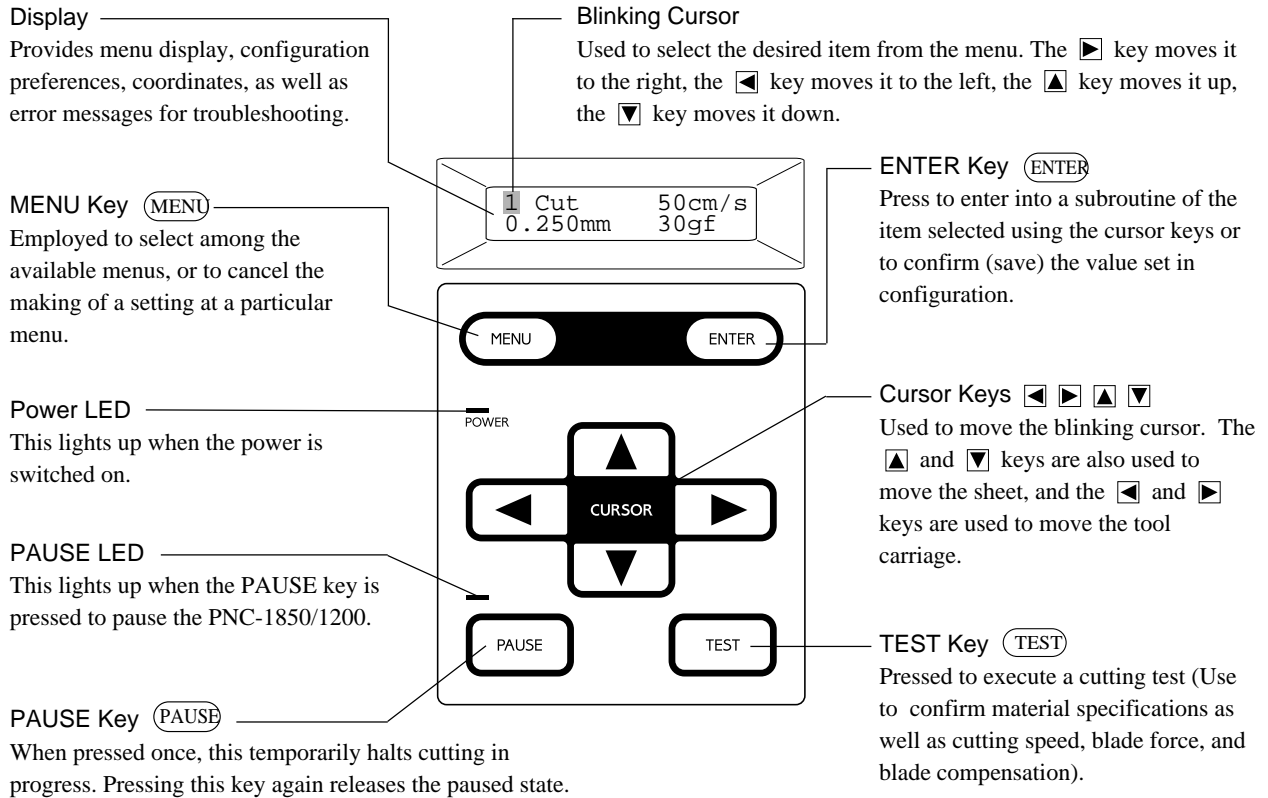 Display
Provides menu display, configuration
preferences, coordinates, as well as
error messages for troubleshooting.
Blinking Cursor
Used to select the desired item from the menu. The ▶ key moves it
to the right, the ◀ key moves it to the left, the ▲ key moves it up,
the ▼ key moves it down.
1 Cut 50cm/s
0.250mm 30gf
MENU Key MENU
Employed to select among the
available menus, or to cancel the
making of a setting at a particular
menu.
ENTER Key ENTER
Press to enter into a subroutine of the
item selected using the cursor keys or
to confirm (save) the value set in
configuration.
MENU
ENTER
Power LED
This lights up when the power is
switched on.
POWER
CURSOR
Cursor Keys ◀ ▶ ▲ ▼
Used to move the blinking cursor. The
▲ and ▼ keys are also used to
move the sheet, and the ◀ and ▶
keys are used to move the tool
carriage.
PAUSE LED
This lights up when the PAUSE key is
pressed to pause the PNC-1850/1200.
PAUSE
TEST
TEST Key TEST
Pressed to execute a cutting test (Use
to confirm material specifications as
well as cutting speed, blade force, and
blade compensation).
PAUSE Key PAUSE
When pressed once, this temporarily halts cutting in
progress. Pressing this key again releases the paused state.